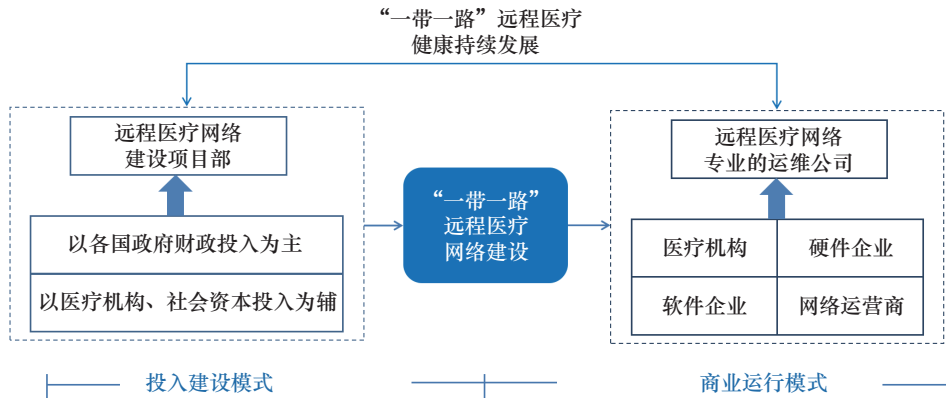 “一带一路”远程医疗
健康持续发展
远程医疗网络
建设项目部
以各国政府财政投入为主
以医疗机构、社会资本投入为辅
“一带一路”
远程医疗
网络建设
远程医疗网络
专业的运维公司
医疗机构
硬件企业
软件企业
网络运营商
投入建设模式
商业运行模式